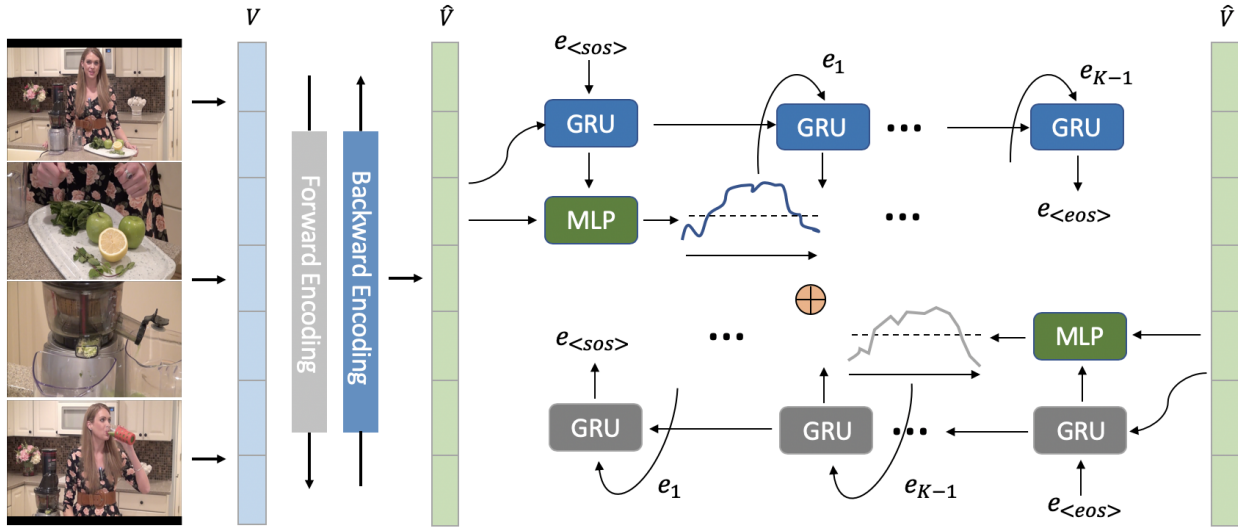 V
V̂
V̂
Forward Encoding
Backward Encoding
e<sos>
e₁
eK−1
GRU
GRU
...
GRU
MLP
...
e<eos>
...
e<sos>
MLP
GRU
GRU
...
GRU
e₁
eK−1
e<eos>